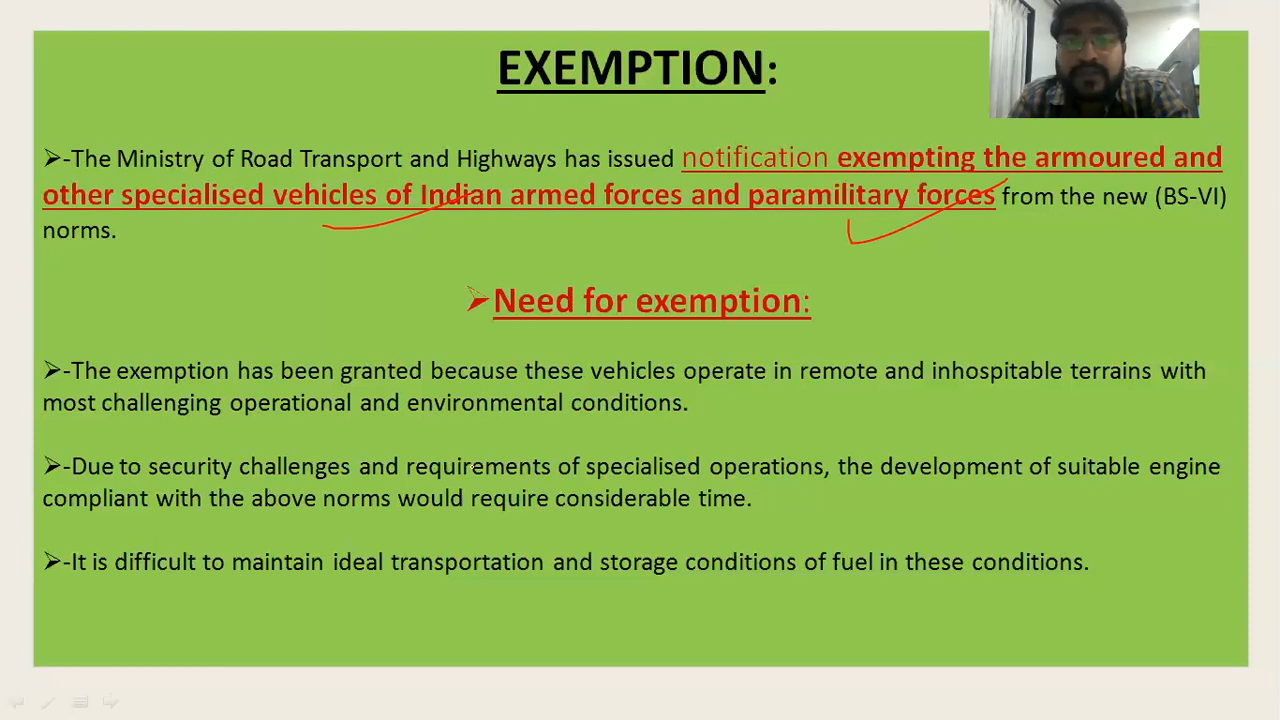 EXEMPTION:
➢-The Ministry of Road Transport and Highways has issued notification exempting the armoured and
other specialised vehicles of Indian armed forces and paramilitary forces from the new (BS-VI)
norms.
➢Need for exemption:
➢-The exemption has been granted because these vehicles operate in remote and inhospitable terrains with
most challenging operational and environmental conditions.
➢-Due to security challenges and requirements of specialised operations, the development of suitable engine
compliant with the above norms would require considerable time.
➢-It is difficult to maintain ideal transportation and storage conditions of fuel in these conditions.